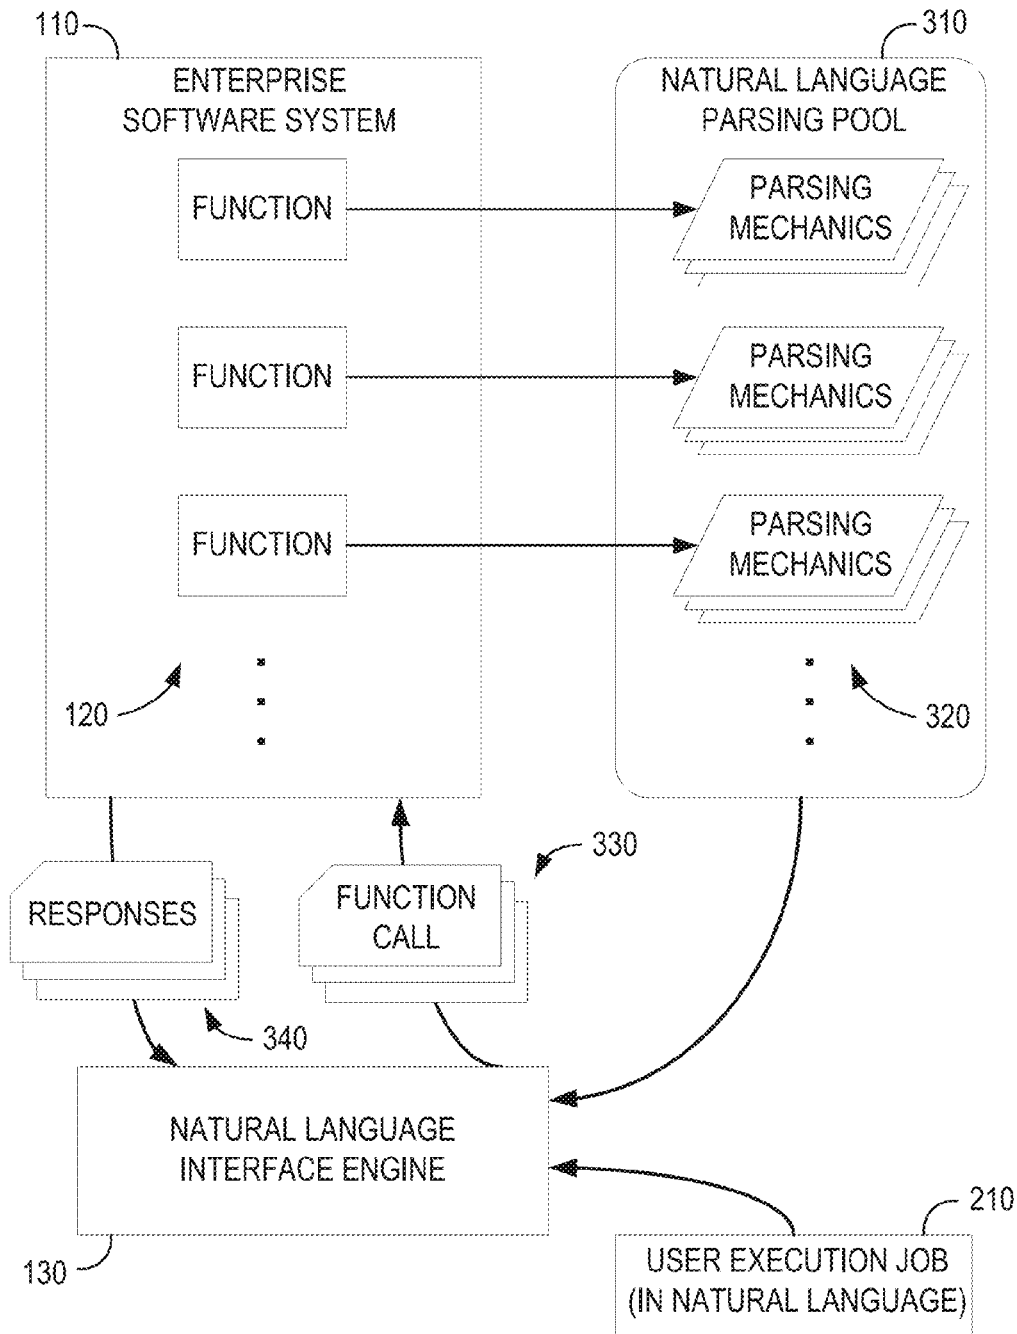 110
310
ENTERPRISE
SOFTWARE SYSTEM
NATURAL LANGUAGE
PARSING POOL
FUNCTION
PARSING
MECHANICS
FUNCTION
PARSING
MECHANICS
FUNCTION
PARSING
MECHANICS
120
320
330
RESPONSES
FUNCTION
CALL
340
NATURAL LANGUAGE
INTERFACE ENGINE
130
210
USER EXECUTION JOB
(IN NATURAL LANGUAGE)